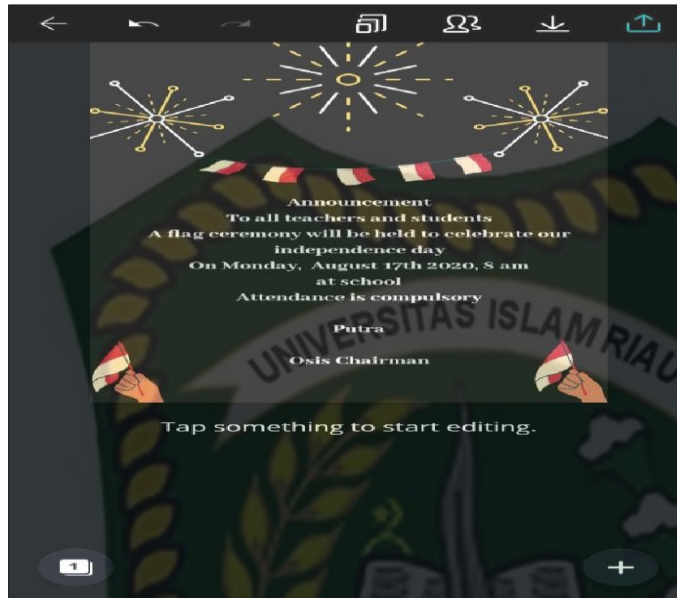 Announcement
To all teachers and students
A flag ceremony will be held to celebrate our
independence day
On Monday, August 17th 2020, 8 am
at school
Attendance is compulsory
Putra
Osis Chairman
UNIVERSITAS ISLAM RIAU
Tap something to start editing.
1